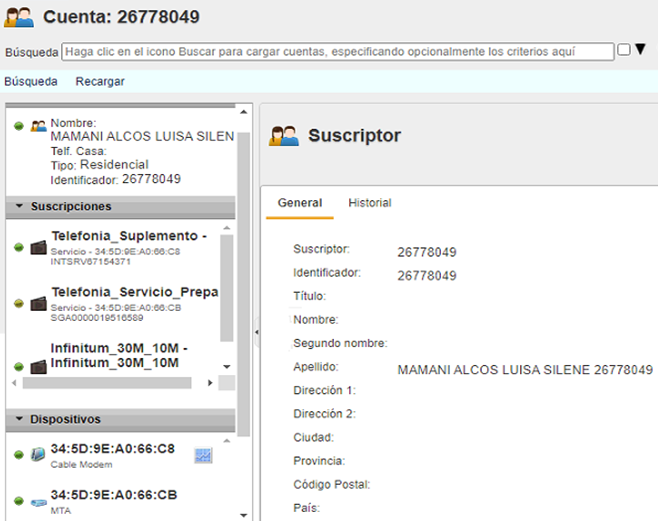 Cuenta: 26778049
Búsqueda
Haga clic en el icono Buscar para cargar cuentas, especificando opcionalmente los criterios aquí
Búsqueda Recargar
Nombre:
MAMANI ALCOS LUISA SILEN
Telf. Casa:
Tipo: Residencial
Identificador: 26778049
Suscripciones
Telefonia_Suplemento -
Servicio - 34:5D:9E:A0:66:C8
INTSRV67154371
Telefonia_Servicio_Prepa
Servicio - 34:5D:9E:A0:66:CB
SGA0000019516589
Infinitum_30M_10M -
Infinitum_30M_10M
Dispositivos
34:5D:9E:A0:66:C8
Cable Modem
34:5D:9E:A0:66:CB
MTA
Suscriptor
General Historial
Suscriptor: 26778049
Identificador: 26778049
Título:
Nombre:
Segundo nombre:
Apellido: MAMANI ALCOS LUISA SILENE 26778049
Dirección 1:
Dirección 2:
Ciudad:
Provincia:
Código Postal:
País: